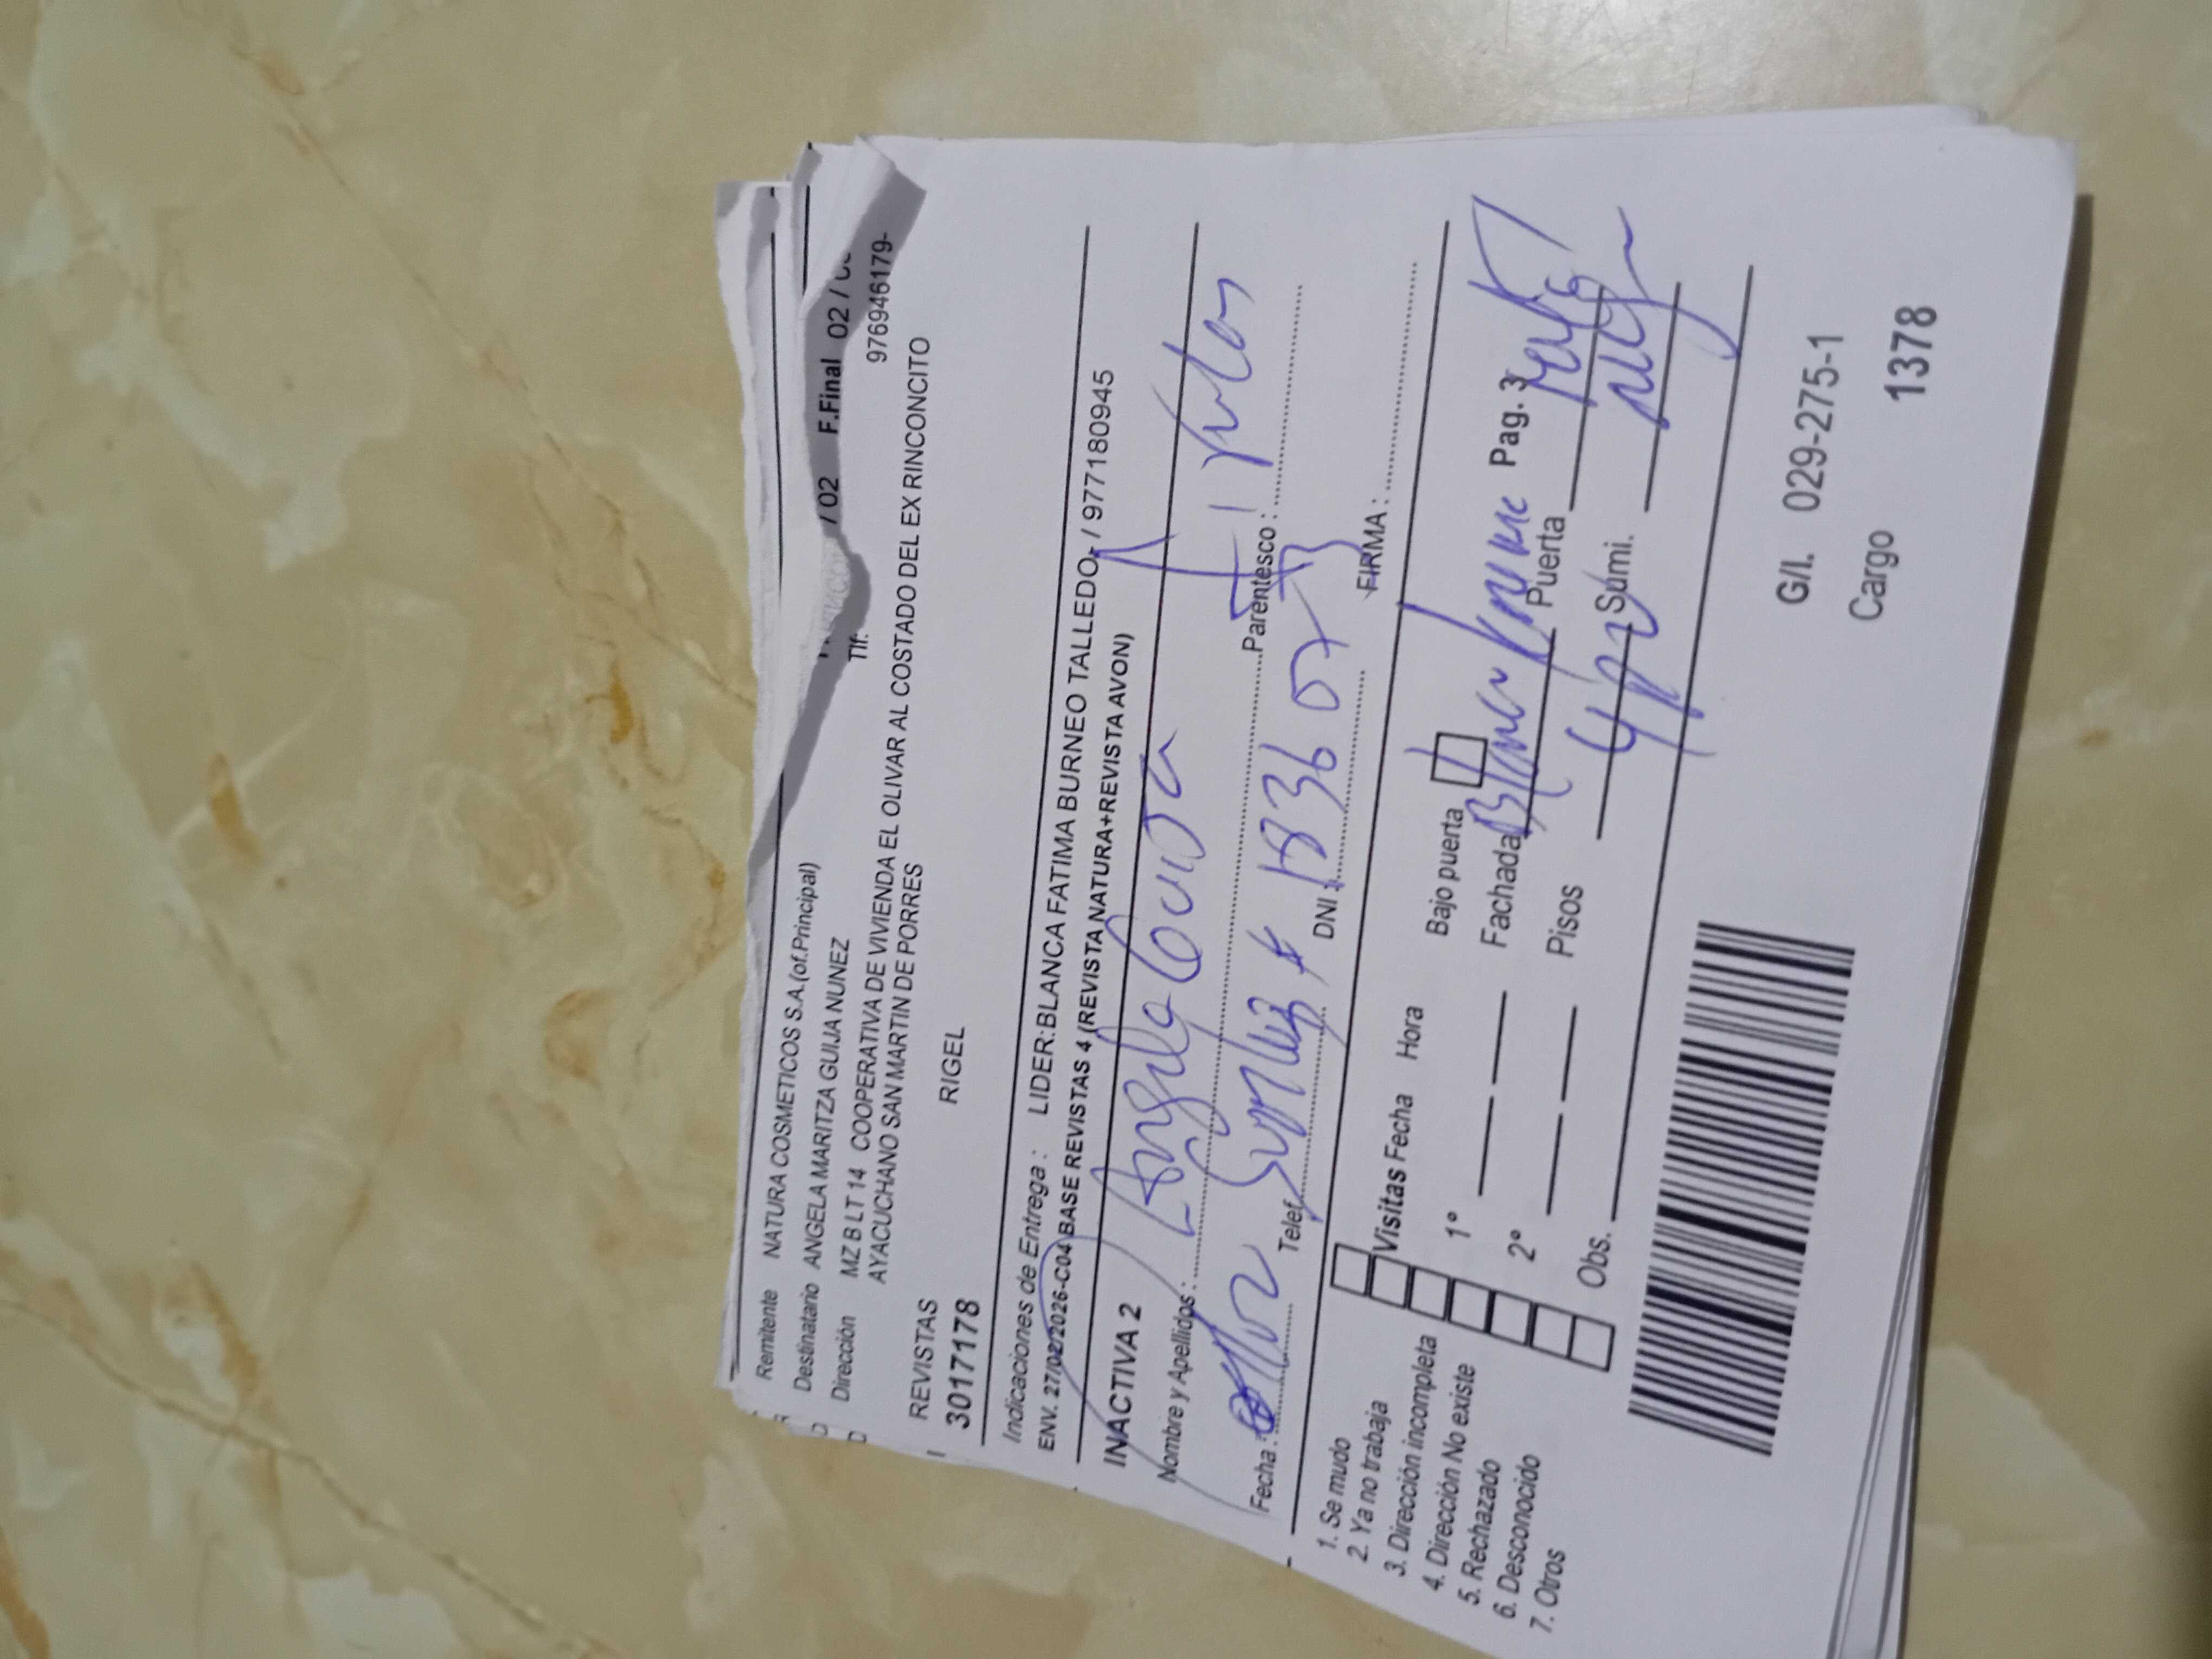 / 02 F.Final 02 /
Remitente NATURA COSMETICOS S.A.(of.Principal)
Destinatario ANGELA MARITZA GUIJA NUNEZ Tlf: 976946179-
Dirección MZ B LT 14 COOPERATIVA DE VIVIENDA EL OLIVAR AL COSTADO DEL EX RINCONCITO
AYACUCHANO SAN MARTIN DE PORRES
REVISTAS RIGEL
3017178
Indicaciones de Entrega : LIDER:BLANCA FATIMA BURNEO TALLEDO- / 977180945
ENV. 27/02/2026-C04 BASE REVISTAS 4 (REVISTA NATURA+REVISTA AVON)
INACTIVA 2
Nombre y Apellidos : Angela
Parentesco :
Fecha : Telef DNI : FIRMA :
1. Se mudo
2. Ya no trabaja
3. Dirección incompleta
4. Dirección No existe
5. Rechazado
6. Desconocido
7. Otros
Visitas Fecha Hora Bajo puerta
1º Fachada Pag. 3
Puerta
2º Pisos Sumi.
Obs.
G/I. 029-275-1
Cargo 1378